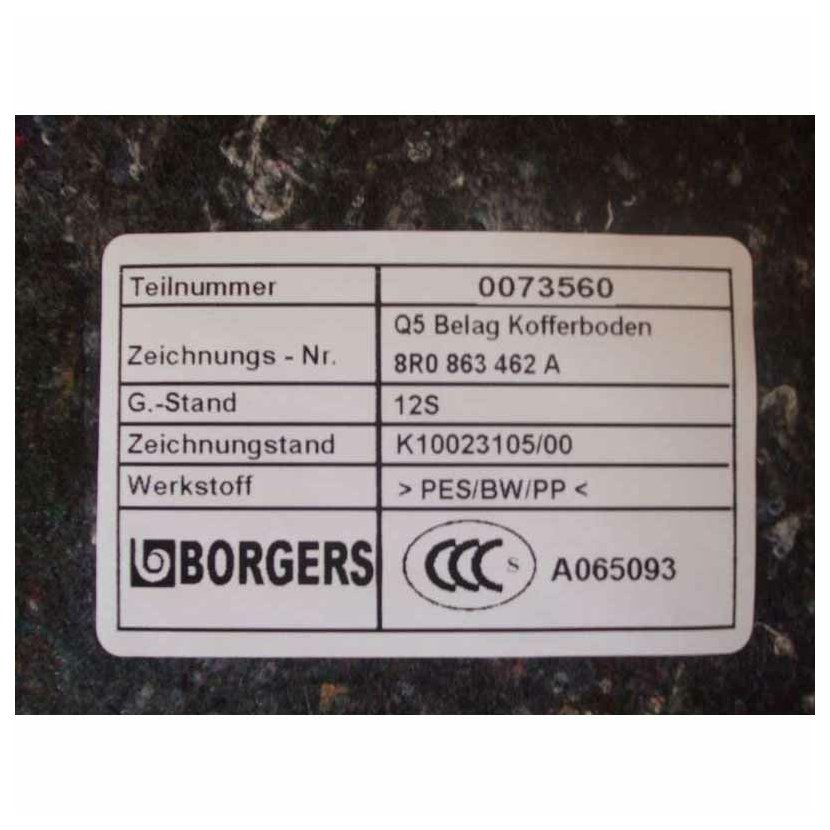 Teilnummer 0073560
Q5 Belag Kofferboden
Zeichnungs - Nr. 8R0 863 462 A
G.-Stand 12S
Zeichnungstand K10023105/00
Werkstoff > PES/BW/PP <
BORGERS CCC S A065093